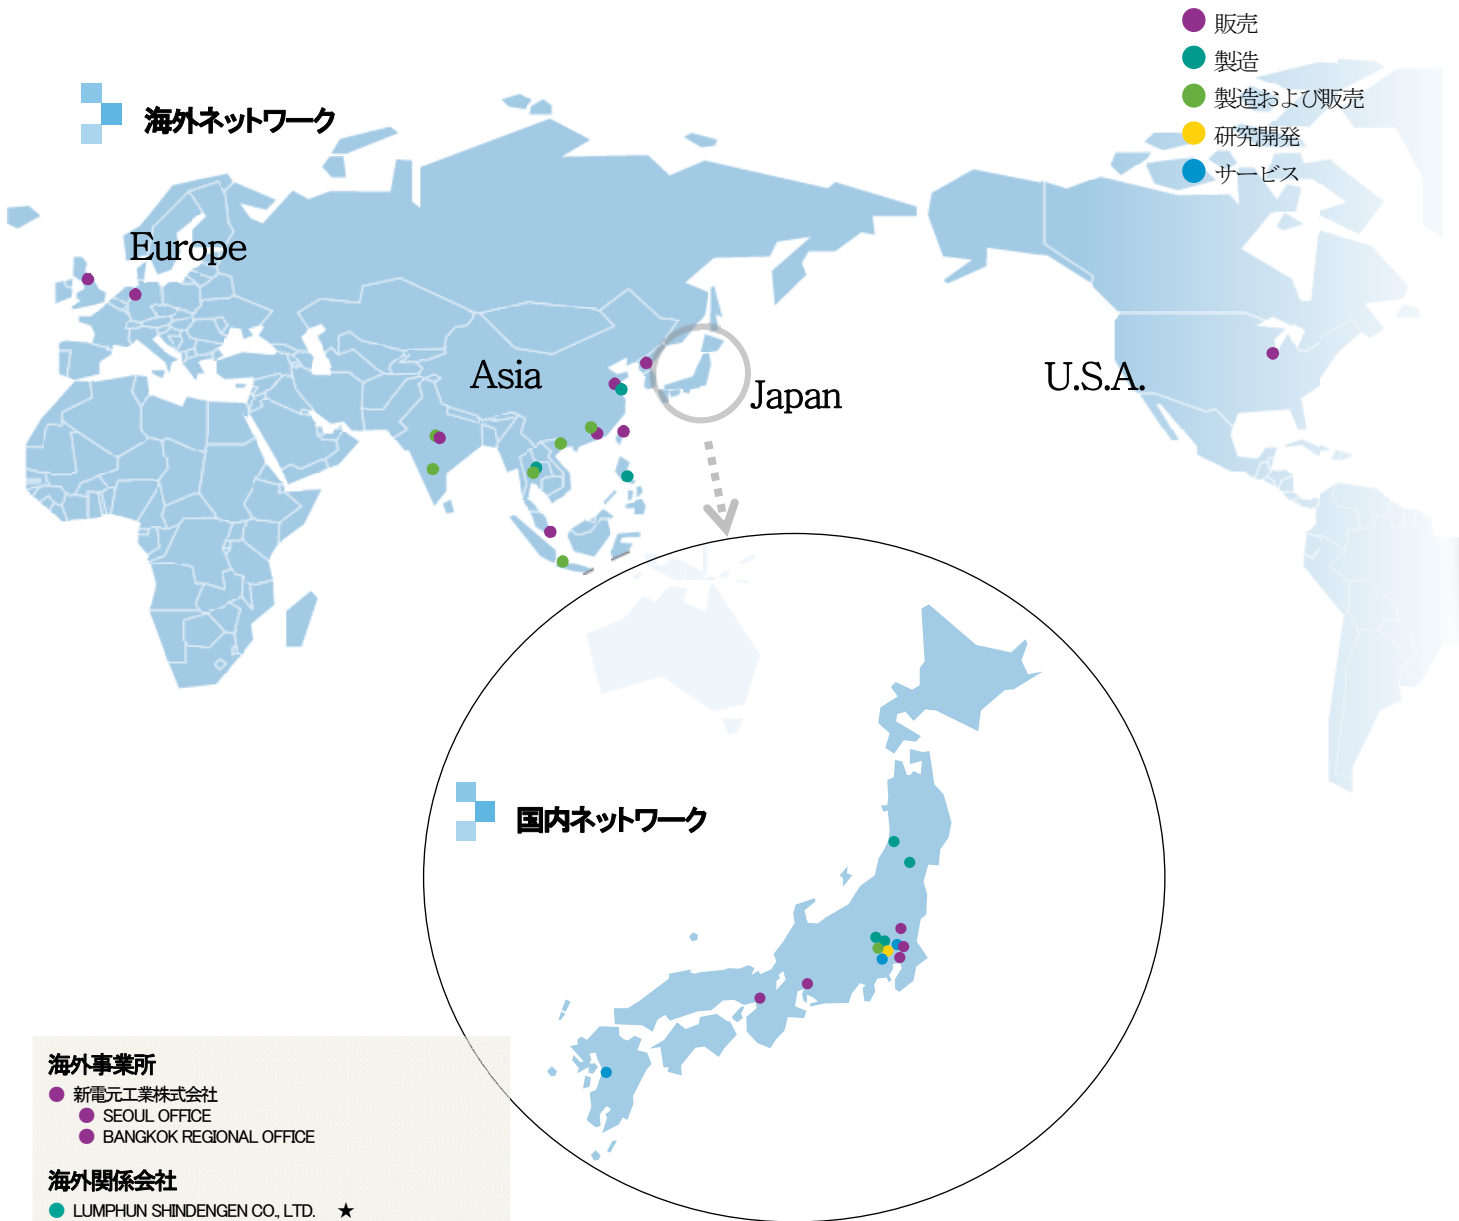 販売
製造
製造および販売
研究開発
サービス
海外ネットワーク
Europe
Asia
Japan
U.S.A.
国内ネットワーク
海外事業所
新電元工業株式会社
SEOUL OFFICE
BANGKOK REGIONAL OFFICE
海外関係会社
LUMPHUN SHINDENGEN CO., LTD. ★